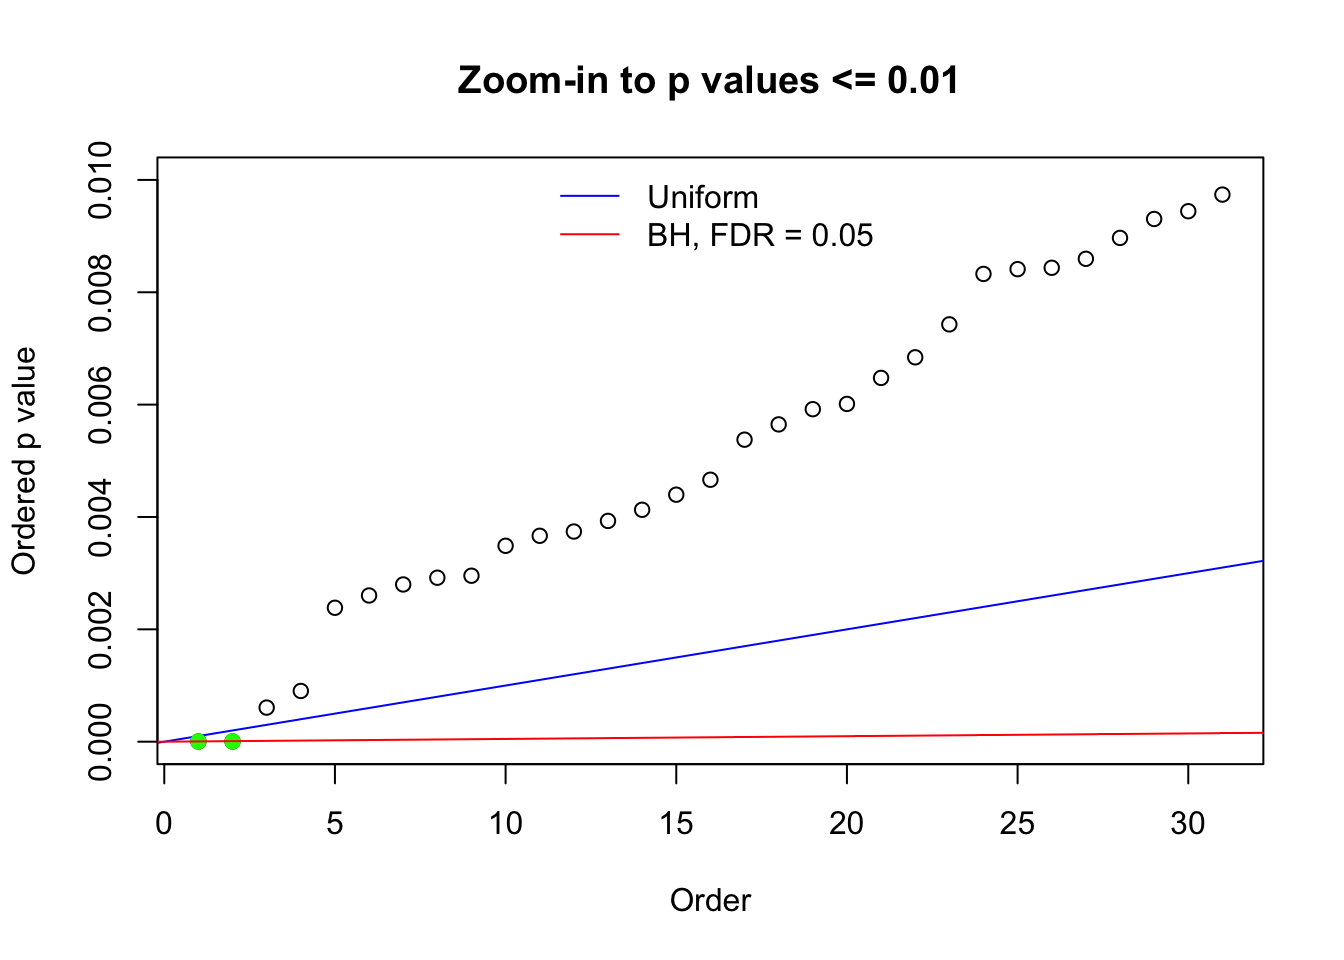 Zoom-in to p values <= 0.01
Uniform
BH, FDR = 0.05
Ordered p value
0.010
0.008
0.006
0.004
0.002
0.000
0 5 10 15 20 25 30
Order